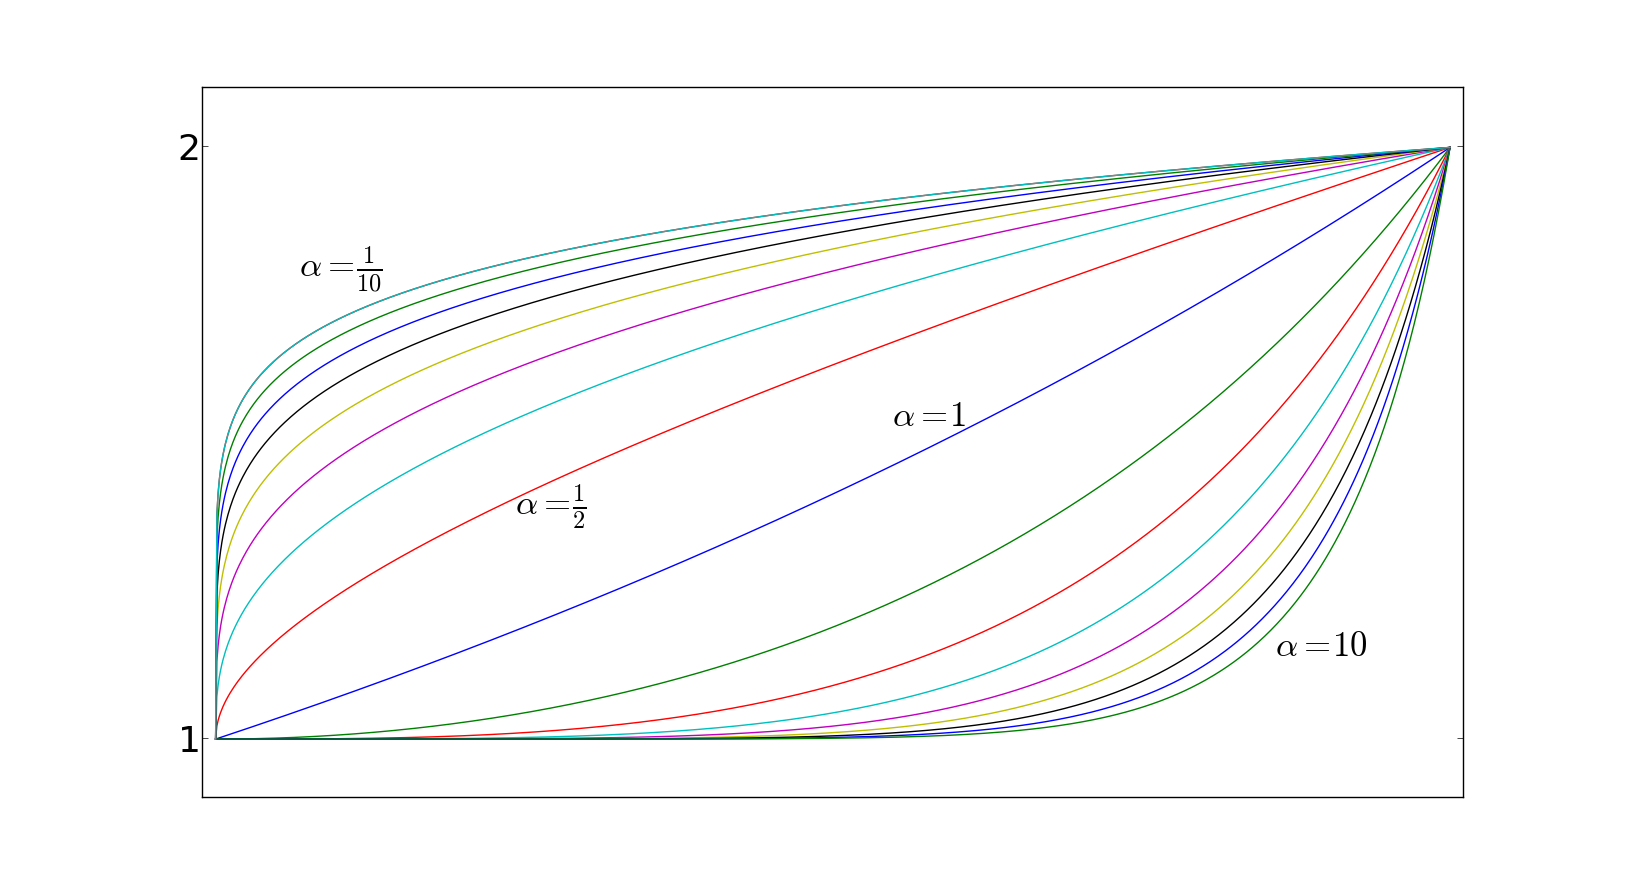 2
α = 1/10
α = 1
α = 1/2
α = 10
1